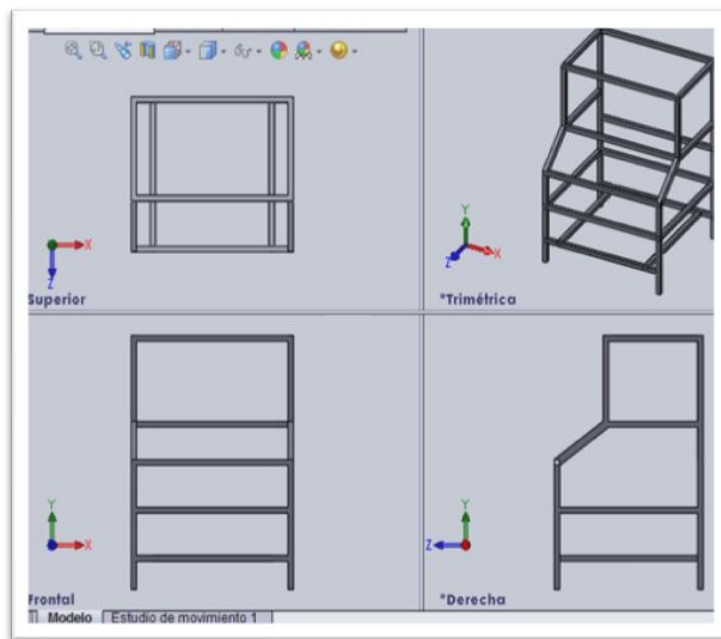 Y
X
Z
Superior
Y
Z
X
*Trimétrica
Y
X
Frontal
Y
Z
*Derecha
Modelo
Estudio de movimiento 1